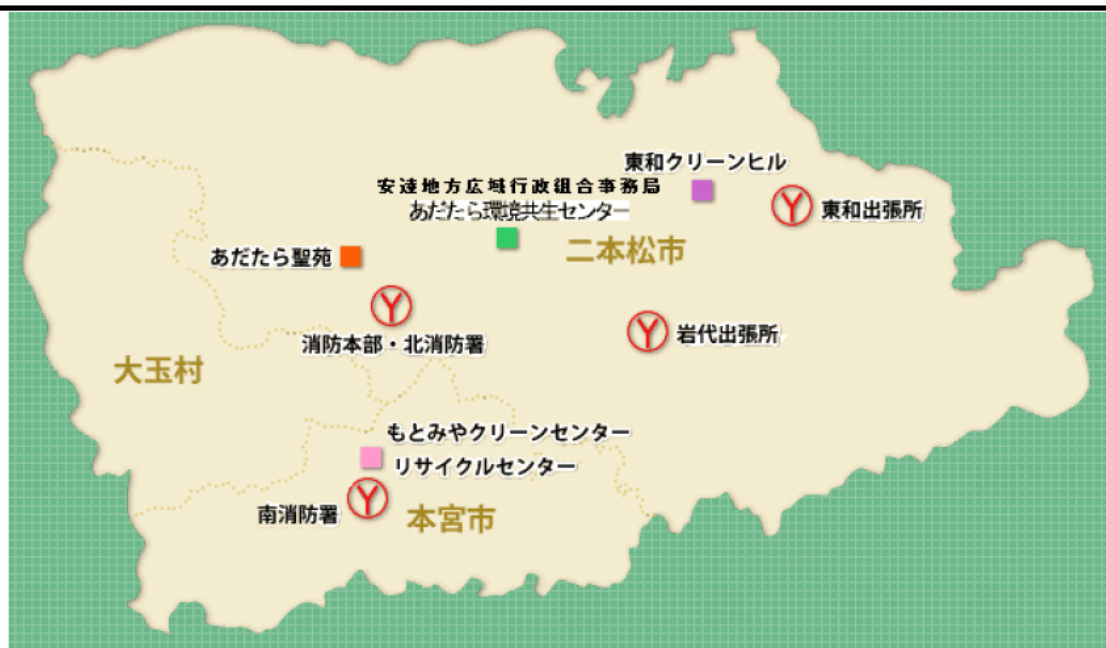 東和クリーンヒル
安達地方広域行政組合事務局
あだたら環境共生センター
東和出張所
二本松市
あだたら聖苑
消防本部・北消防署
岩代出張所
大玉村
もとみやクリーンセンター
リサイクルセンター
南消防署
本宮市